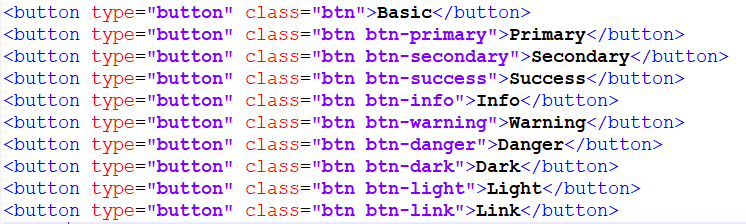 <button type="button" class="btn">Basic</button>
<button type="button" class="btn btn-primary">Primary</button>
<button type="button" class="btn btn-secondary">Secondary</button>
<button type="button" class="btn btn-success">Success</button>
<button type="button" class="btn btn-info">Info</button>
<button type="button" class="btn btn-warning">Warning</button>
<button type="button" class="btn btn-danger">Danger</button>
<button type="button" class="btn btn-dark">Dark</button>
<button type="button" class="btn btn-light">Light</button>
<button type="button" class="btn btn-link">Link</button>